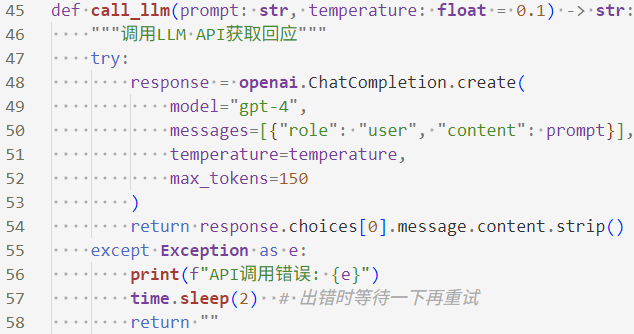 45 def call_llm(prompt: str, temperature: float = 0.1) -> str:
46     """调用LLM API获取回应"""
47     try:
48         response = openai.ChatCompletion.create(
49             model="gpt-4",
50             messages=[{"role": "user", "content": prompt}],
51             temperature=temperature,
52             max_tokens=150
53         )
54         return response.choices[0].message.content.strip()
55     except Exception as e:
56         print(f"API调用错误: {e}")
57         time.sleep(2)  # 出错时等待一下再重试
58         return ""